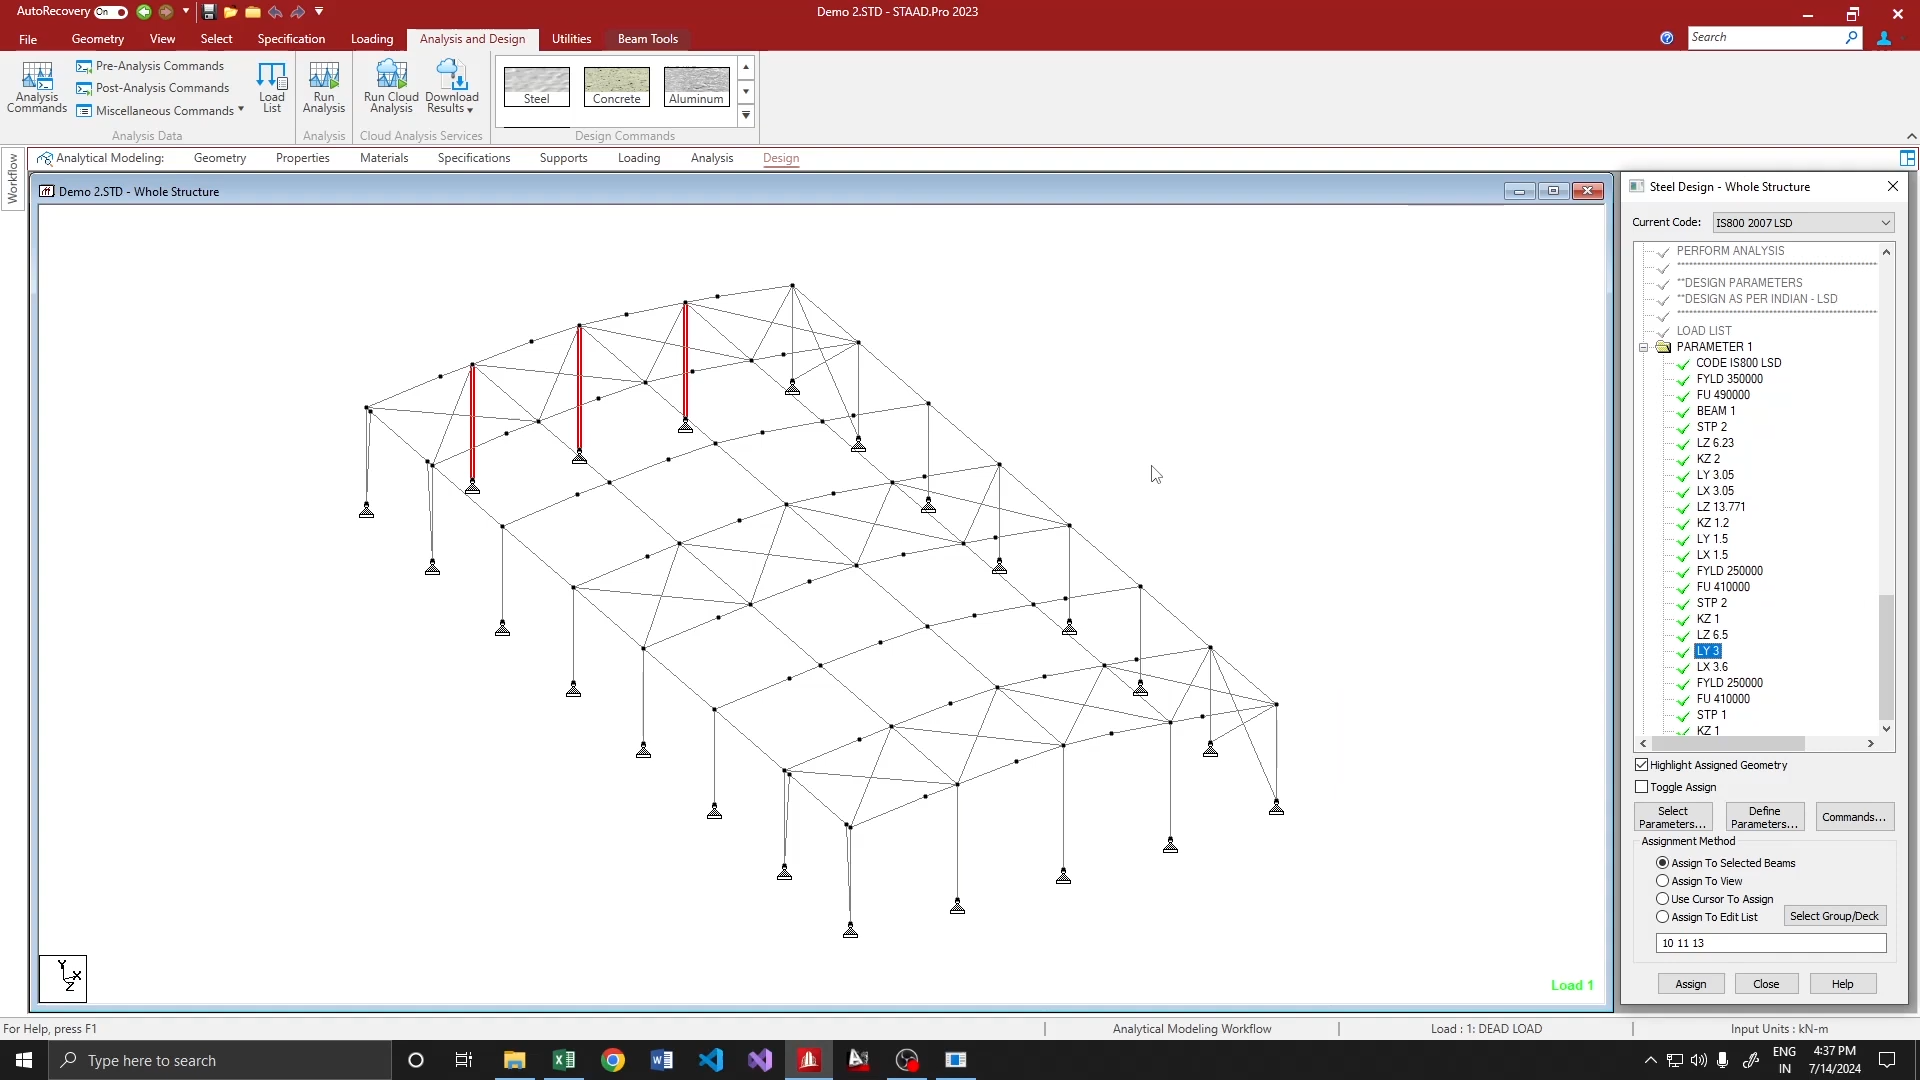 AutoRecovery On
Demo 2.STD - STAAD.Pro 2023
File Geometry View Select Specification Loading Analysis and Design Utilities Beam Tools
Search
Analysis Commands
Pre-Analysis Commands
Post-Analysis Commands
Miscellaneous Commands
Load List
Run Analysis
Run Cloud Analysis
Download Results
Steel
Concrete
Aluminum
Analysis Data
Analysis
Cloud Analysis Services
Design Commands
Workflow
Analytical Modeling: Geometry Properties Materials Specifications Supports Loading Analysis Design
Demo 2.STD - Whole Structure
Y
X
Z
Load 1
Steel Design - Whole Structure
Current Code: IS800 2007 LSD
PERFORM ANALYSIS
**DESIGN PARAMETERS
**DESIGN AS PER INDIAN - LSD
LOAD LIST
PARAMETER 1
CODE IS800 LSD
FYLD 350000
FU 490000
BEAM 1
STP 2
LZ 6.23
KZ 2
LY 3.05
LX 3.05
LZ 13.771
KZ 1.2
LY 1.5
LX 1.5
FYLD 250000
FU 410000
STP 2
KZ 1
LZ 6.5
LY 3
LX 3.6
FYLD 250000
FU 410000
STP 1
KZ 1
Highlight Assigned Geometry
Toggle Assign
Select Parameters...
Define Parameters...
Commands...
Assignment Method
Assign To Selected Beams
Assign To View
Use Cursor To Assign
Assign To Edit List
Select Group/Deck
10 11 13
Assign Close Help
For Help, press F1
Analytical Modeling Workflow
Load : 1: DEAD LOAD
Input Units : kN-m
Type here to search
ENG
IN
4:37 PM
7/14/2024